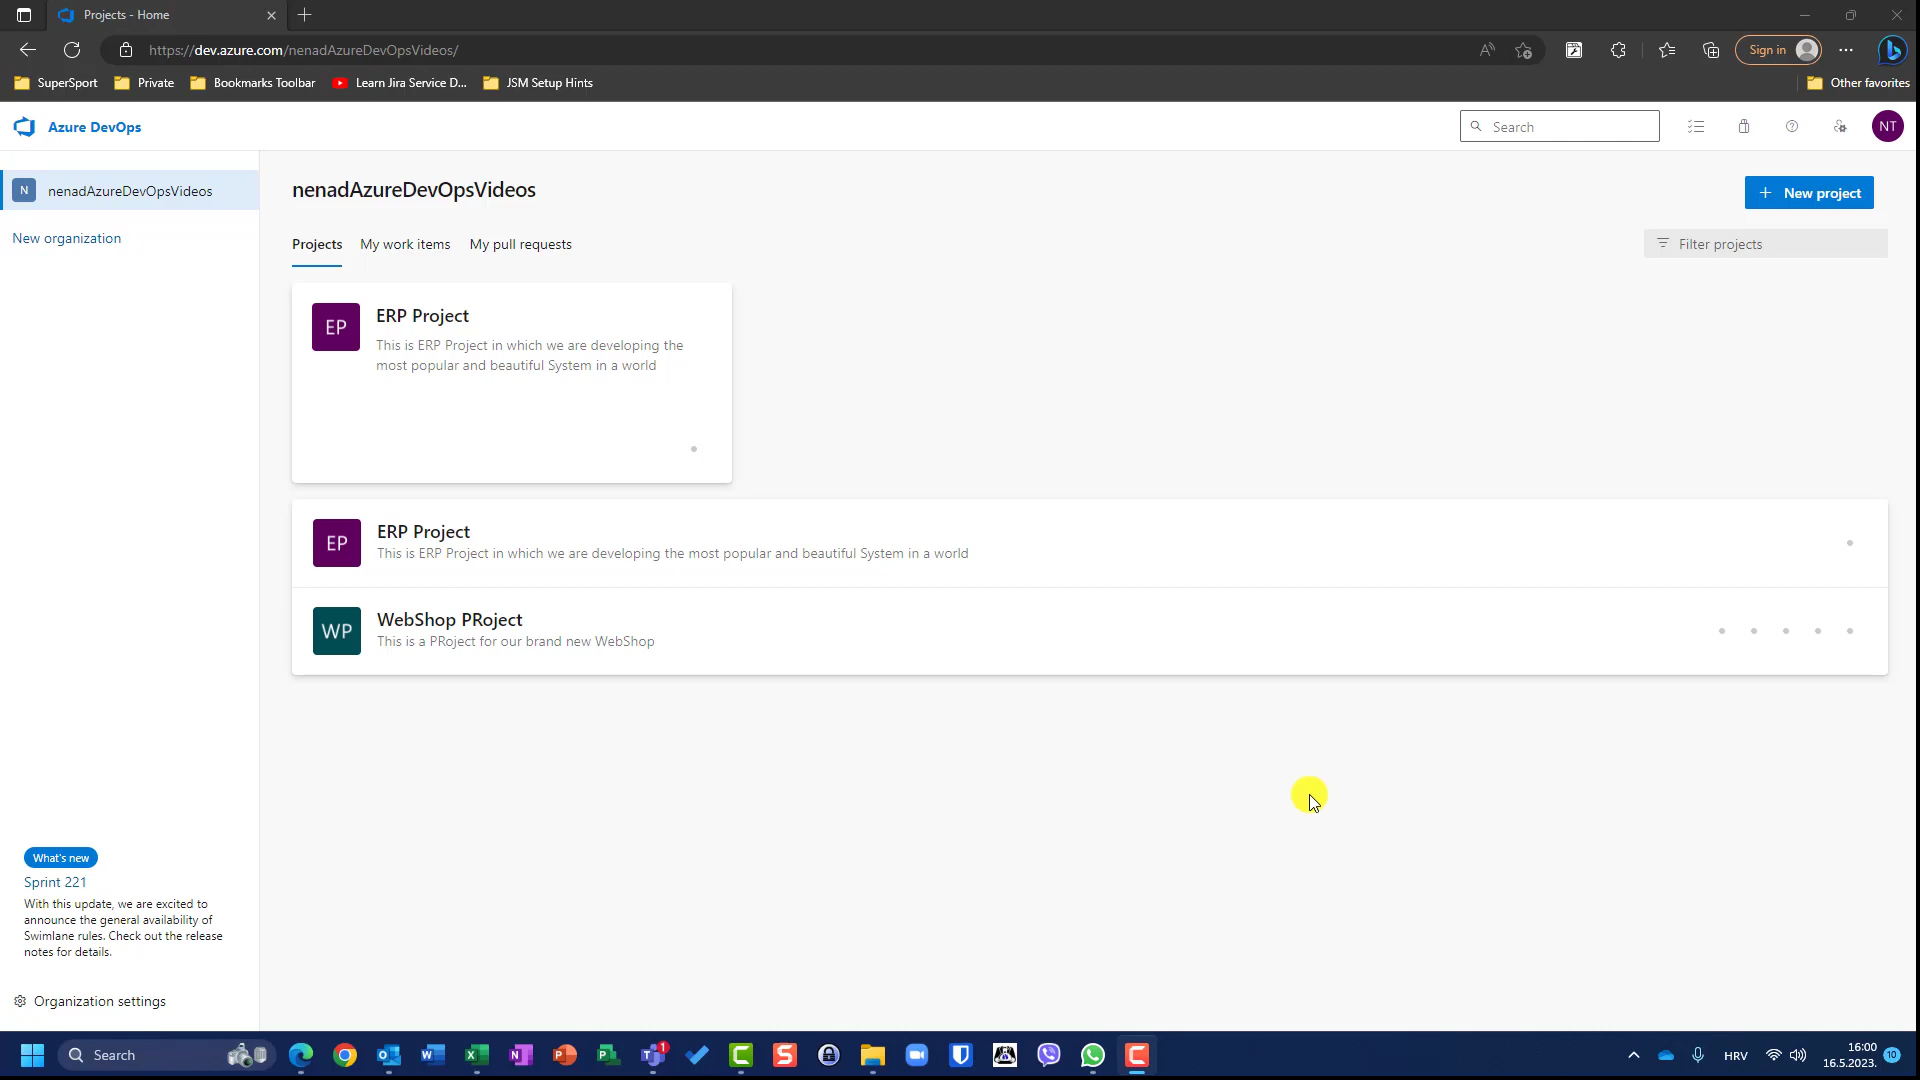 Projects - Home
https://dev.azure.com/nenadAzureDevOpsVideos/
Sign in
SuperSport
Private
Bookmarks Toolbar
Learn Jira Service D...
JSM Setup Hints
Other favorites
Azure DevOps
Search
NT
N
nenadAzureDevOpsVideos
New organization
nenadAzureDevOpsVideos
New project
Projects
My work items
My pull requests
Filter projects
EP
ERP Project
This is ERP Project in which we are developing the
most popular and beautiful System in a world
EP
ERP Project
This is ERP Project in which we are developing the most popular and beautiful System in a world
WP
WebShop PRoject
This is a PRoject for our brand new WebShop
What's new
Sprint 221
With this update, we are excited to
announce the general availability of
Swimlane rules. Check out the release
notes for details.
Organization settings
Search
1
HRV
16:00
16.5.2023.
10